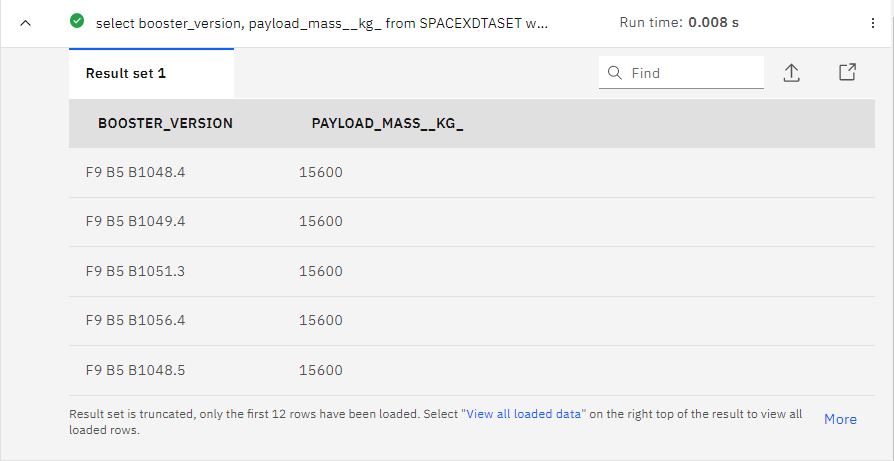 select booster_version, payload_mass__kg_ from SPACEXDTASET w... Run time: 0.008 s
Result set 1 Find
BOOSTER_VERSION PAYLOAD_MASS__KG_
F9 B5 B1048.4 15600
F9 B5 B1049.4 15600
F9 B5 B1051.3 15600
F9 B5 B1056.4 15600
F9 B5 B1048.5 15600
Result set is truncated, only the first 12 rows have been loaded. Select "View all loaded data" on the right top of the result to view all
loaded rows.
More